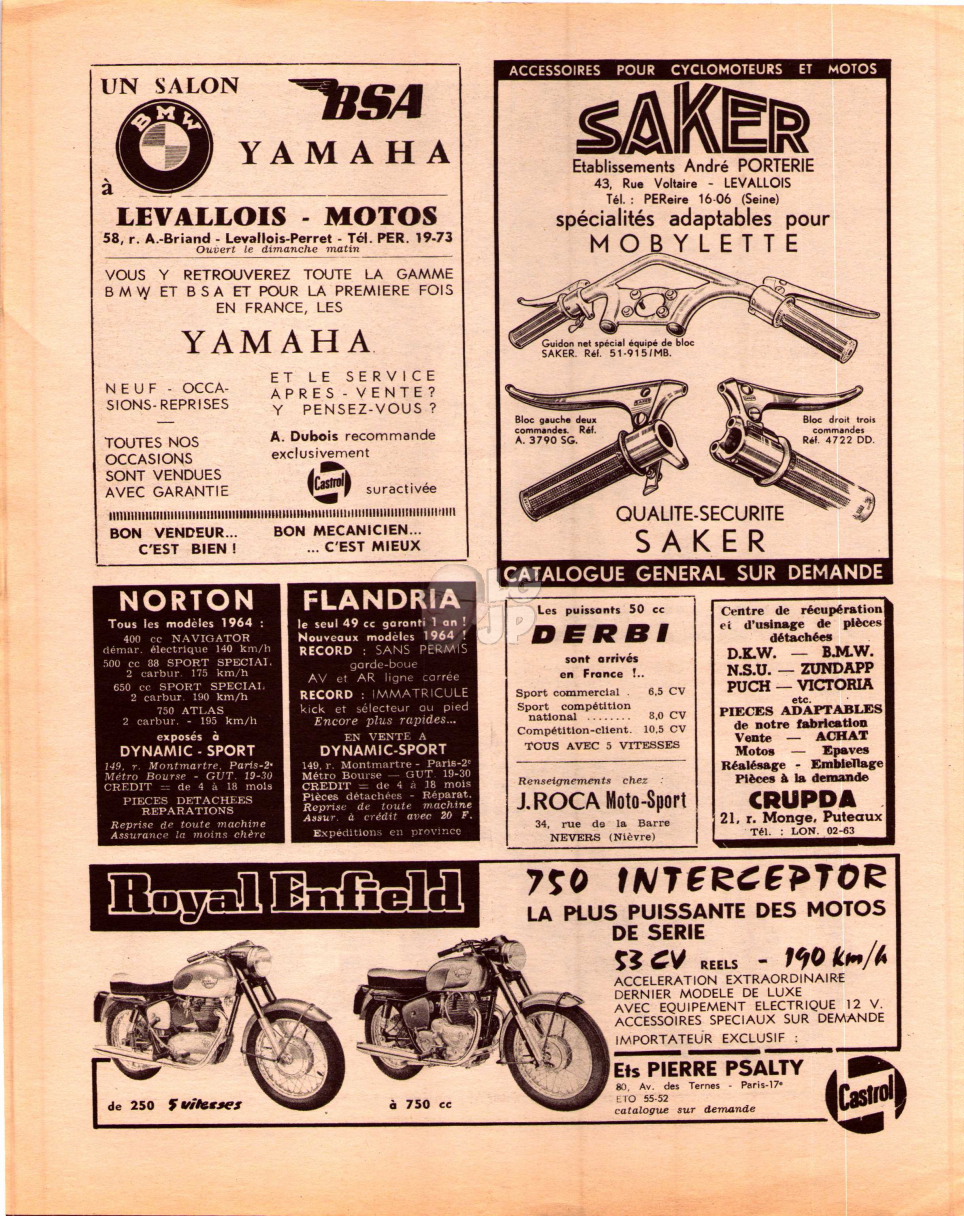 UN SALON
BMW
BSA
YAMAHA
à
LEVALLOIS - MOTOS
58, r. A.-Briand - Levallois-Perret - Tél. PER. 19-73
Ouvert le dimanche matin
VOUS Y RETROUVEREZ TOUTE LA GAMME
BMW ET BSA ET POUR LA PREMIERE FOIS
EN FRANCE, LES
YAMAHA
NEUF - OCCA-
SIONS-REPRISES
TOUTES NOS
OCCASIONS
SONT VENDUES
AVEC GARANTIE
ET LE SERVICE
APRES-VENTE?
Y PENSEZ-VOUS?
A. Dubois recommande
exclusivement
Castrol
suractivée
BON VENDEUR...
C'EST BIEN !
BON MECANICIEN...
... C'EST MIEUX
ACCESSOIRES POUR CYCLOMOTEURS ET MOTOS
SAKER
Etablissements André PORTERIE
43, Rue Voltaire - LEVALLOIS
Tél. : PEReire 16-06 (Seine)
spécialités adaptables pour
MOBYLETTE
Guidon net spécial équipé de bloc
SAKER. Réf. 51-915/MB.
Bloc gauche deux
commandes. Réf.
A. 3790 SG.
Bloc droit trois
commandes
Réf. 4722 DD.
QUALITE-SECURITE
SAKER
CATALOGUE GENERAL SUR DEMANDE
LG
JP
NORTON
Tous les modèles 1964 :
400 cc NAVIGATOR
démar. électrique 140 km/h
500 cc 88 SPORT SPECIAL
2 carbur. 175 km/h
650 cc SPORT SPECIAL
2 carbur. 190 km/h
750 ATLAS
2 carbur. - 195 km/h
exposés à
DYNAMIC - SPORT
149, r. Montmartre, Paris-2e
Métro Bourse - GUT. 19-30
CREDIT = de 4 à 18 mois
PIECES DETACHEES
REPARATIONS
Reprise de toute machine
Assurance la moins chère
FLANDRIA
le seul 49 cc garanti 1 an !
Nouveaux modèles 1964 !
RECORD : SANS PERMIS
garde-boue
AV et AR ligne carrée
RECORD : IMMATRICULE
kick et sélecteur au pied
Encore plus rapides...
EN VENTE A
DYNAMIC-SPORT
149, r. Montmartre - Paris-2e
Métro Bourse — GUT. 19-30
CREDIT = de 4 à 18 mois
Pièces détachées - Réparat.
Reprise de toute machine
Assur. à crédit avec 20 F.
Expéditions en province
Les puissants 50 cc
DERBI
sont arrivés
en France !..
Sport commercial . 6,5 CV
Sport compétition
national ........ 8,0 CV
Compétition-client. 10,5 CV
TOUS AVEC 5 VITESSES
Renseignements chez :
J.ROCA Moto-Sport
34, rue de la Barre
NEVERS (Nièvre)
Centre de récupération
et d'usinage de pièces
détachées
D.K.W. — B.M.W.
N.S.U. — ZUNDAPP
PUCH — VICTORIA
etc.
PIECES ADAPTABLES
de notre fabrication
Vente — ACHAT
Motos — Epaves
Réalésage - Embiellage
Pièces à la demande
CRUPDA
21, r. Monge, Puteaux
Tél. : LON. 02-63
Royal Enfield
de 250 5 vitesses
à 750 cc
750 INTERCEPTOR
LA PLUS PUISSANTE DES MOTOS
DE SERIE
53 CV REELS - 190 Km/h
ACCELERATION EXTRAORDINAIRE
DERNIER MODELE DE LUXE
AVEC EQUIPEMENT ELECTRIQUE 12 V.
ACCESSOIRES SPECIAUX SUR DEMANDE
IMPORTATEUR EXCLUSIF :
Ets PIERRE PSALTY
80, Av. des Ternes - Paris-17e
ETO 55-52
catalogue sur demande
Castrol